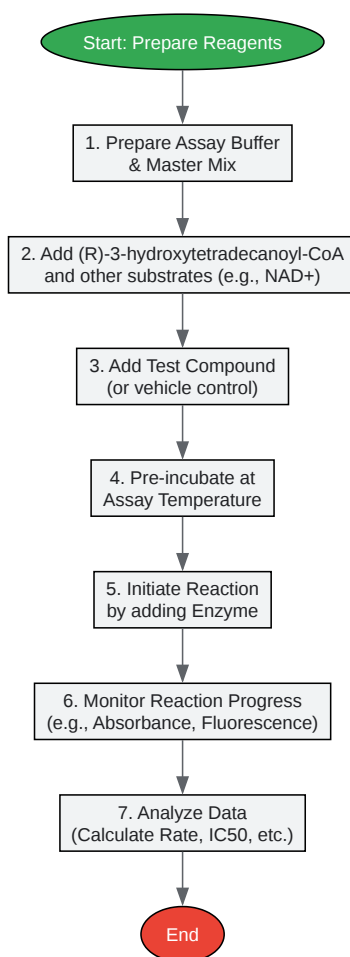 Start: Prepare Reagents
1. Prepare Assay Buffer
& Master Mix
2. Add (R)-3-hydroxytetradecanoyl-CoA
and other substrates (e.g., NAD+)
3. Add Test Compound
(or vehicle control)
4. Pre-incubate at
Assay Temperature
5. Initiate Reaction
by adding Enzyme
6. Monitor Reaction Progress
(e.g., Absorbance, Fluorescence)
7. Analyze Data
(Calculate Rate, IC50, etc.)
End